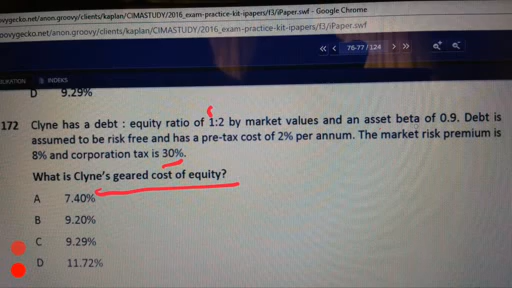 ovygecko.net/anon.groovy/clients/kaplan/CIMASTUDY/2016_exam-practice-kit-ipapers/f3/iPaper.swf - Google Chrome
oovygecko.net/anon.groovy/clients/kaplan/CIMASTUDY/2016_exam-practice-kit-ipapers/f3/iPaper.swf
76-77 / 124
INDEKS
D 9.29%
172 Clyne has a debt : equity ratio of 1:2 by market values and an asset beta of 0.9. Debt is
assumed to be risk free and has a pre-tax cost of 2% per annum. The market risk premium is
8% and corporation tax is 30%.
What is Clyne's geared cost of equity?
A 7.40%
B 9.20%
C 9.29%
D 11.72%